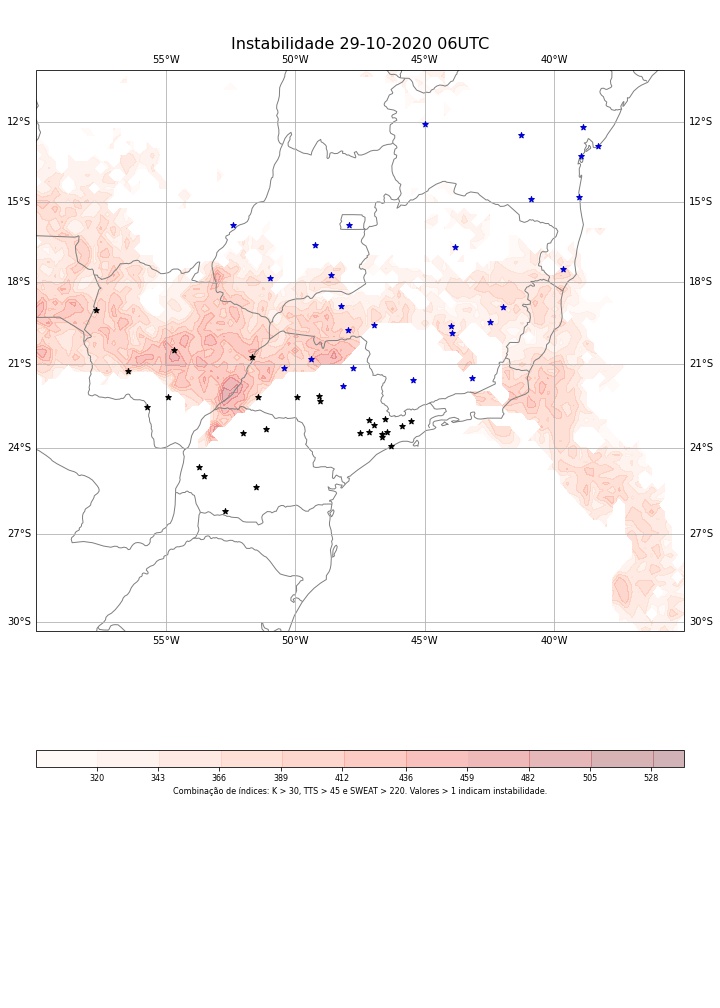 Instabilidade 29-10-2020 06UTC
55°W 50°W 45°W 40°W
12°S 12°S
15°S 15°S
18°S 18°S
21°S 21°S
24°S 24°S
27°S 27°S
30°S 30°S
55°W 50°W 45°W 40°W
320 343 366 389 412 436 459 482 505 528
Combinação de índices: K > 30, TTS > 45 e SWEAT > 220. Valores > 1 indicam instabilidade.